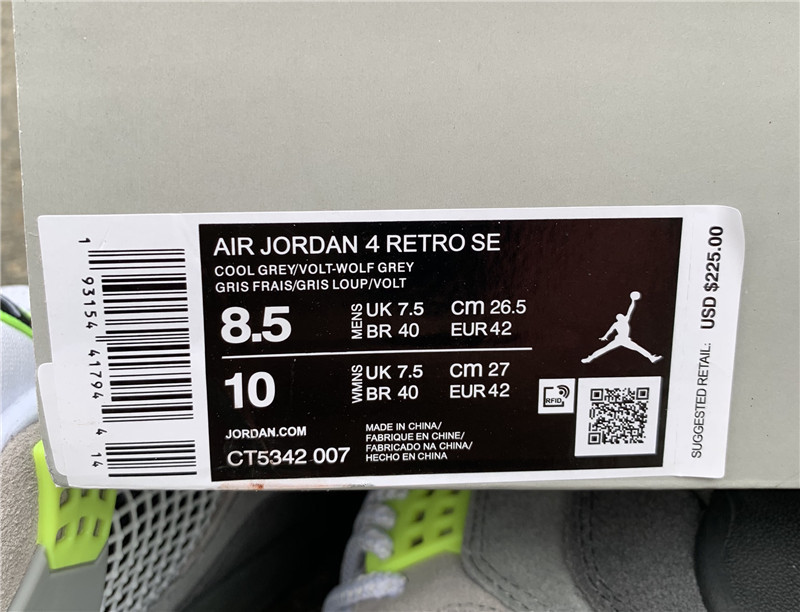 AIR JORDAN 4 RETRO SE
COOL GREY/VOLT-WOLF GREY
GRIS FRAIS/GRIS LOUP/VOLT
8.5 MENS UK 7.5 cm 26.5
BR 40 EUR 42
10 WMNS UK 7.5 cm 27
BR 40 EUR 42
JORDAN.COM
CT5342 007
MADE IN CHINA/
FABRIQUE EN CHINE/
FABRICADO NA CHINA/
HECHO EN CHINA
RFID
1 93154 41794 4 14
SUGGESTED RETAIL: USD $225.00